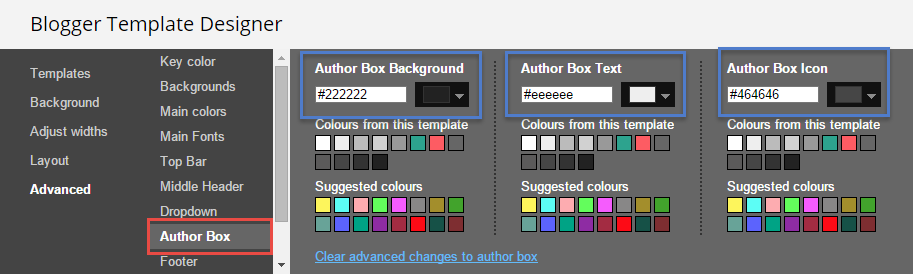 Blogger Template Designer
Templates
Background
Adjust widths
Layout
Advanced
Key color
Backgrounds
Main colors
Main Fonts
Top Bar
Middle Header
Dropdown
Author Box
Footer
Author Box Background
#222222
Colours from this template
Suggested colours
Author Box Text
#eeeeee
Colours from this template
Suggested colours
Author Box Icon
#464646
Colours from this template
Suggested colours
Clear advanced changes to author box